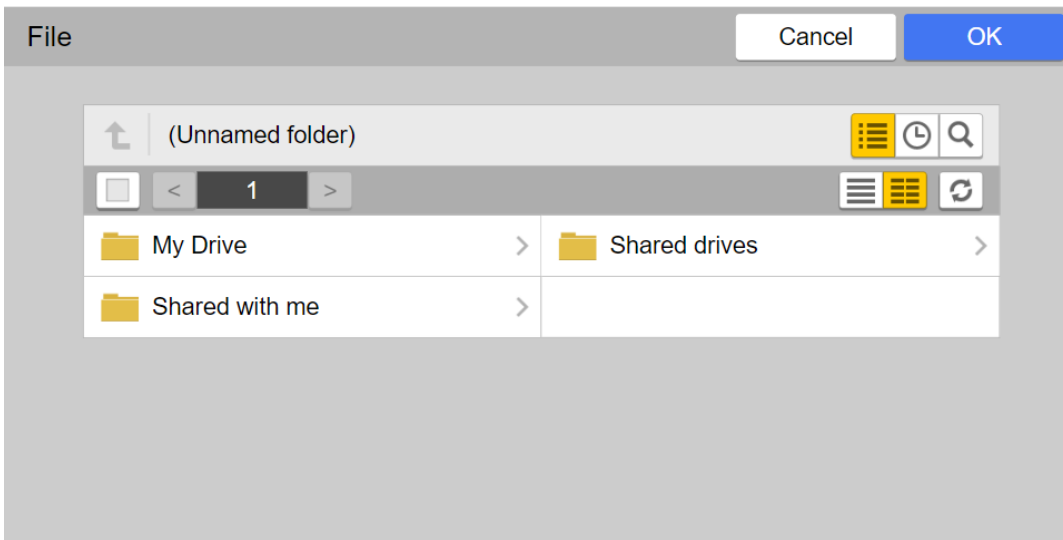 File
Cancel
OK
(Unnamed folder)
< 1 >
My Drive
Shared drives
Shared with me